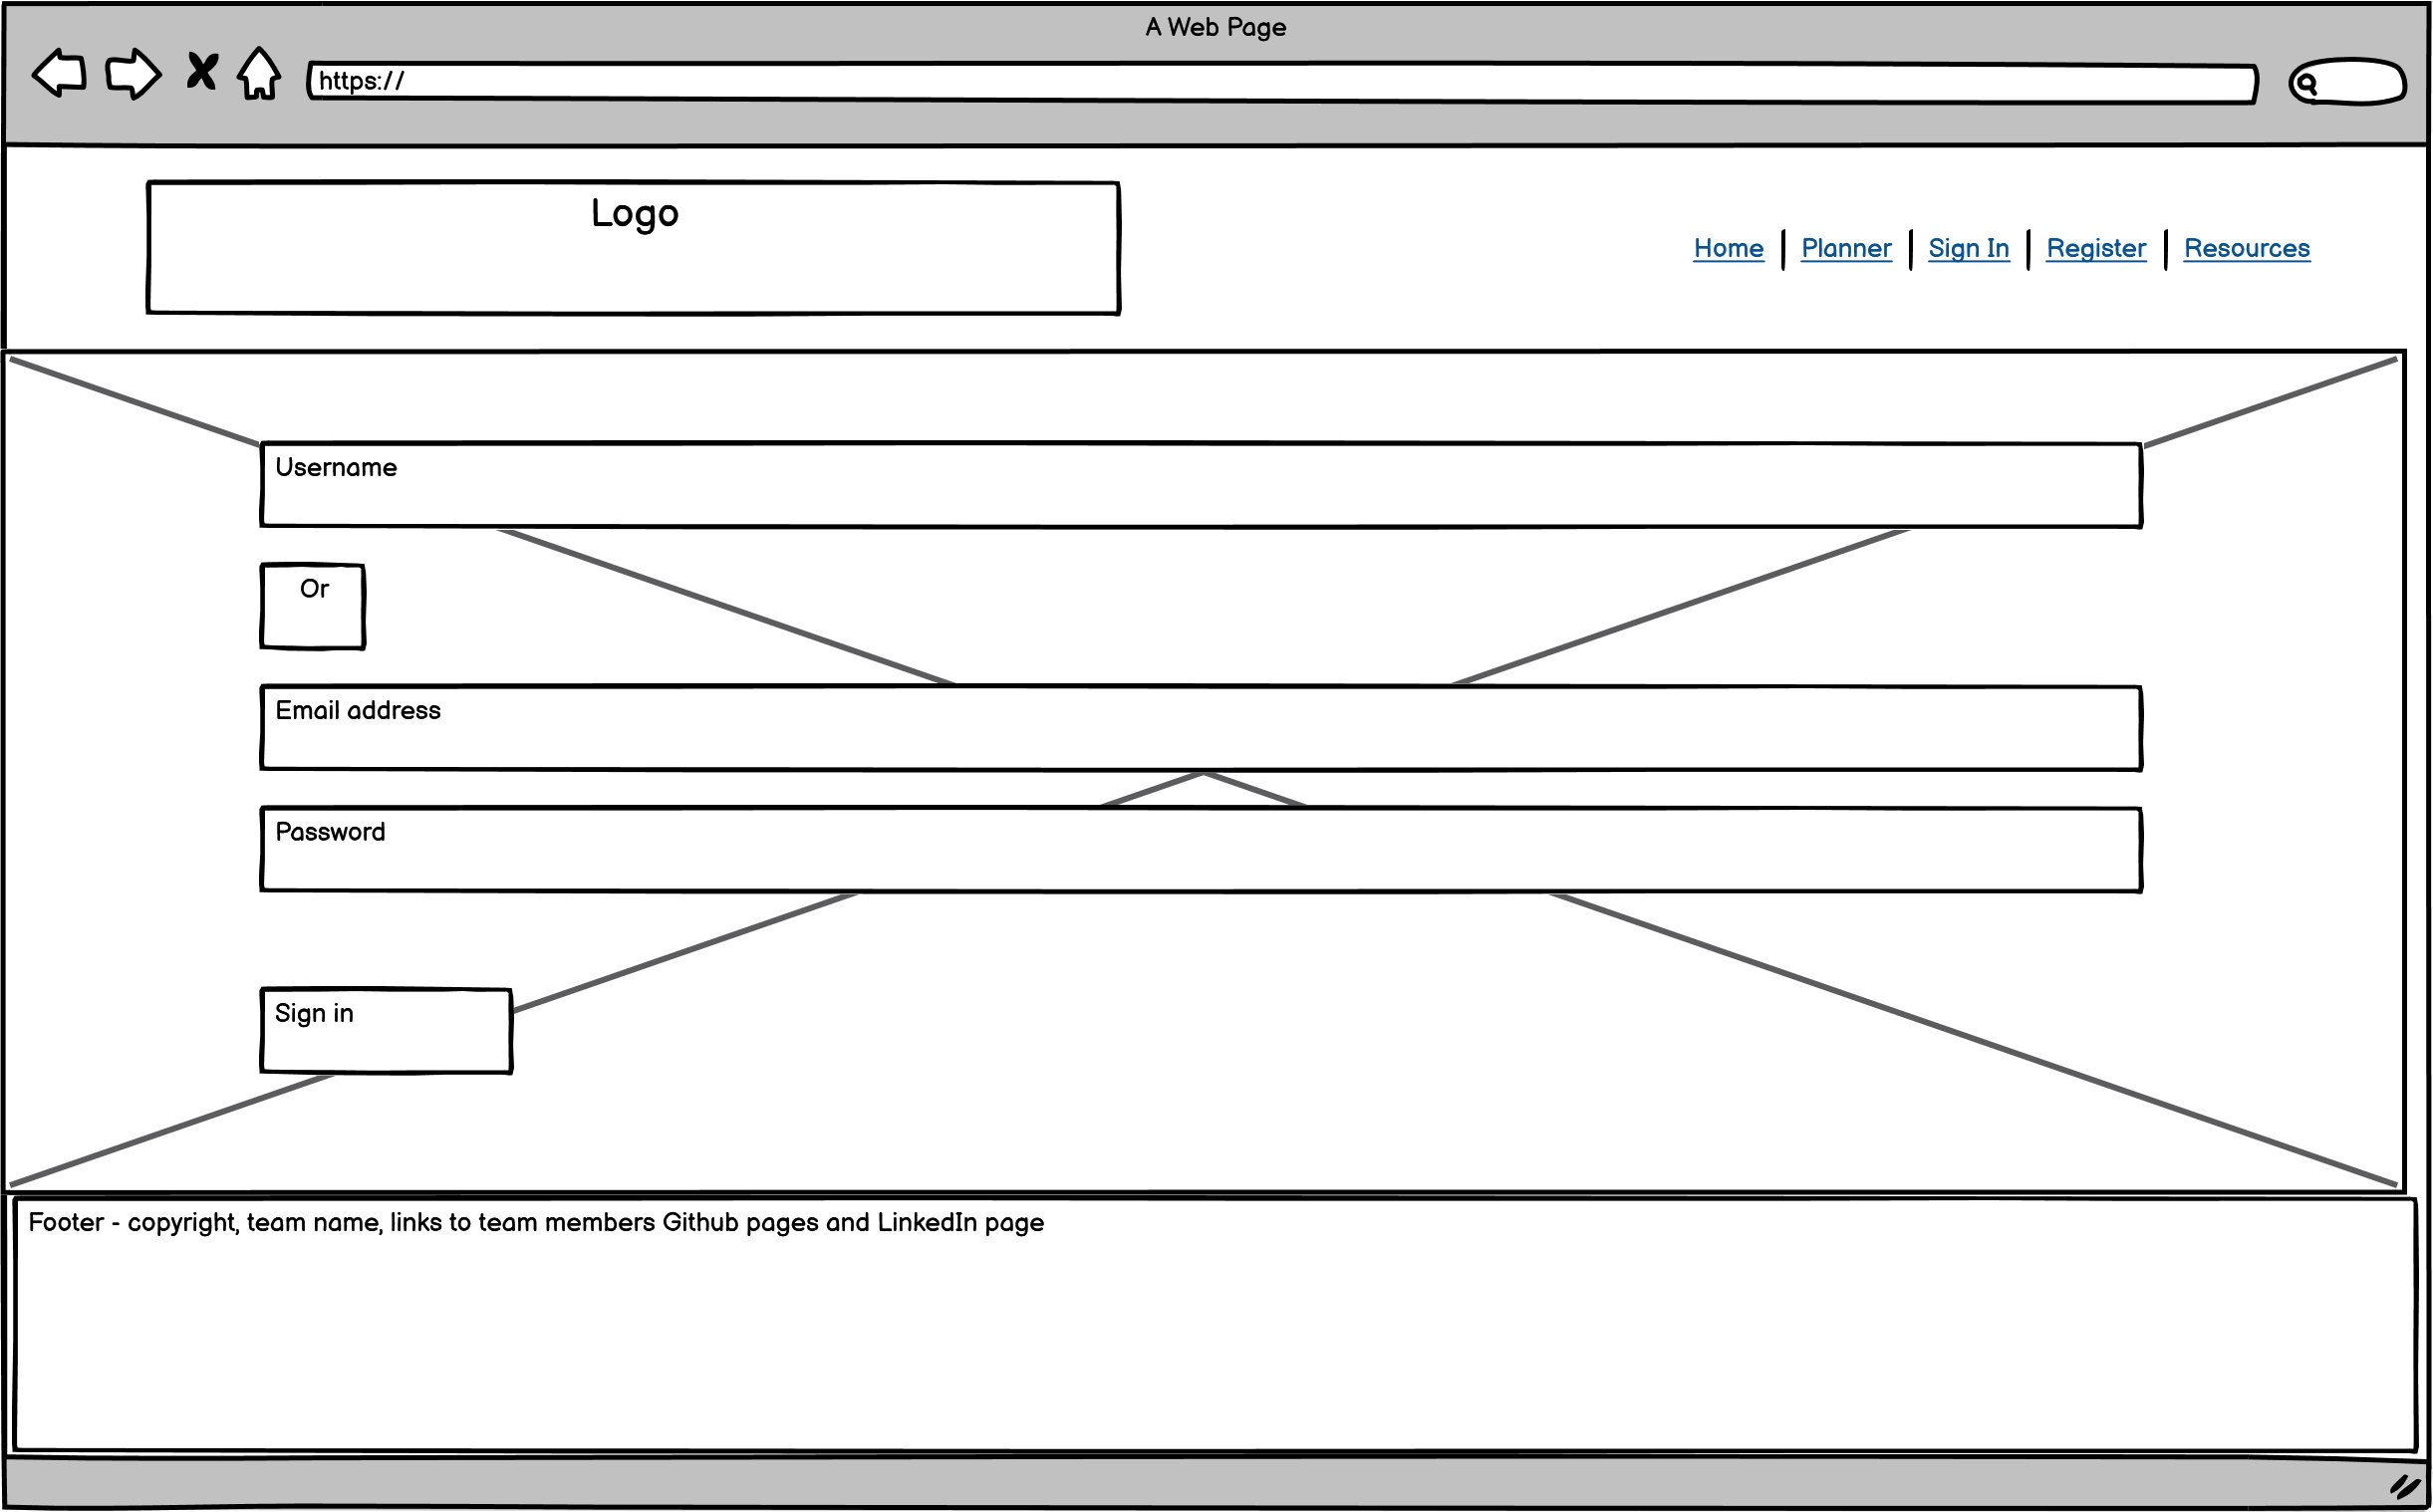 A Web Page
https://
Logo
Home Planner Sign In Register Resources
Username
Or
Email address
Password
Sign in
Footer - copyright, team name, links to team members Github pages and LinkedIn page